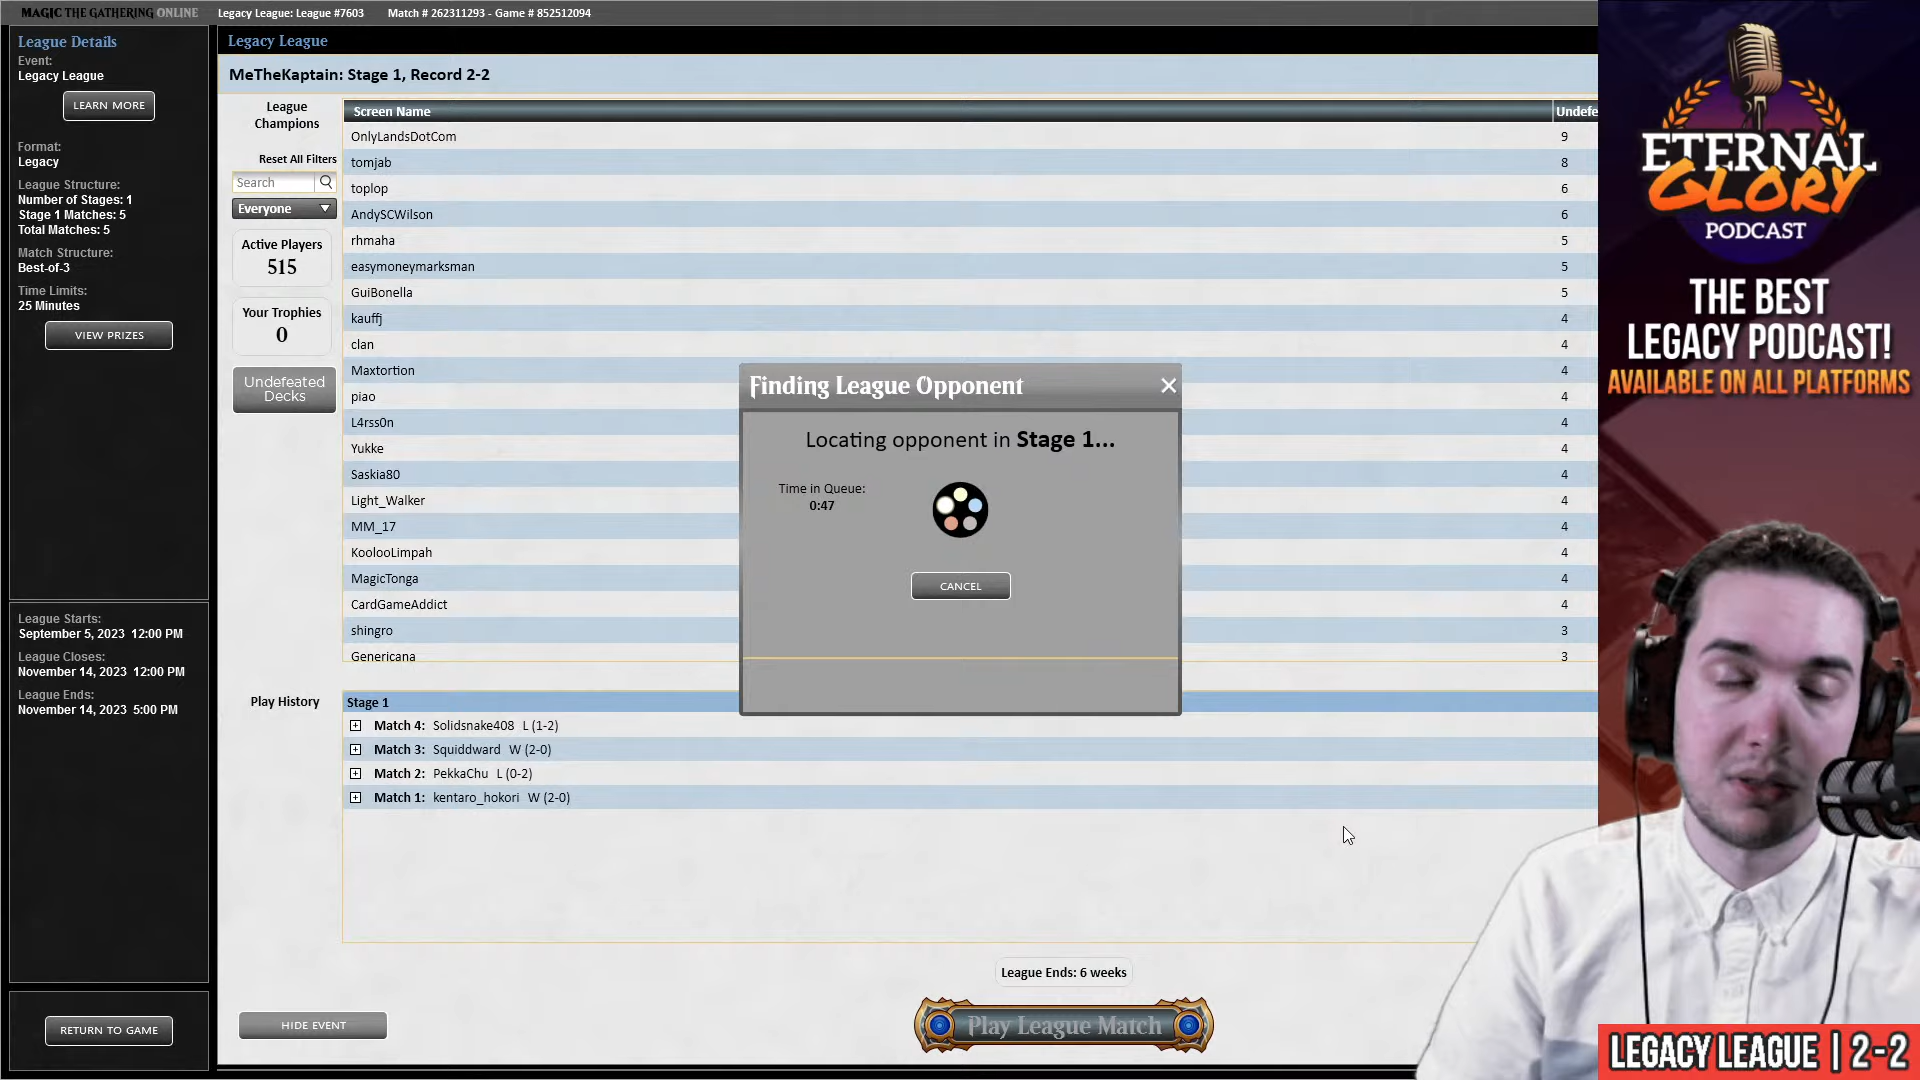 MAGIC THE GATHERING ONLINE
Legacy League: League #7603
Match # 262311293 - Game # 852512094
League Details
Event:
Legacy League
LEARN MORE
Format:
Legacy
League Structure:
Number of Stages: 1
Stage 1 Matches: 5
Total Matches: 5
Match Structure:
Best-of-3
Time Limits:
25 Minutes
VIEW PRIZES
League Starts:
September 5, 2023 12:00 PM
League Closes:
November 14, 2023 12:00 PM
League Ends:
November 14, 2023 5:00 PM
RETURN TO GAME
Legacy League
MeTheKaptain: Stage 1, Record 2-2
League
Champions
Reset All Filters
Search
Everyone
Active Players
515
Your Trophies
0
Undefeated
Decks
Screen Name Undefe
OnlyLandsDotCom 9
tomjab 8
toplop 6
AndySCWilson 6
rhmaha 5
easymoneymarksman 5
GuiBonella 5
kauffj 4
clan 4
Maxtortion 4
piao 4
L4rss0n 4
Yukke 4
Saskia80 4
Light_Walker 4
MM_17 4
KoolooLimpah 4
MagicTonga 4
CardGameAddict 4
shingro 3
Genericana 3
Finding League Opponent
Locating opponent in Stage 1...
Time in Queue:
0:47
CANCEL
Play History
Stage 1
Match 4: Solidsnake408 L (1-2)
Match 3: Squiddward W (2-0)
Match 2: PekkaChu L (0-2)
Match 1: kentaro_hokori W (2-0)
League Ends: 6 weeks
HIDE EVENT
Play League Match
ETERNAL
GLORY
PODCAST
THE BEST
LEGACY PODCAST!
AVAILABLE ON ALL PLATFORMS
LEGACY LEAGUE | 2-2